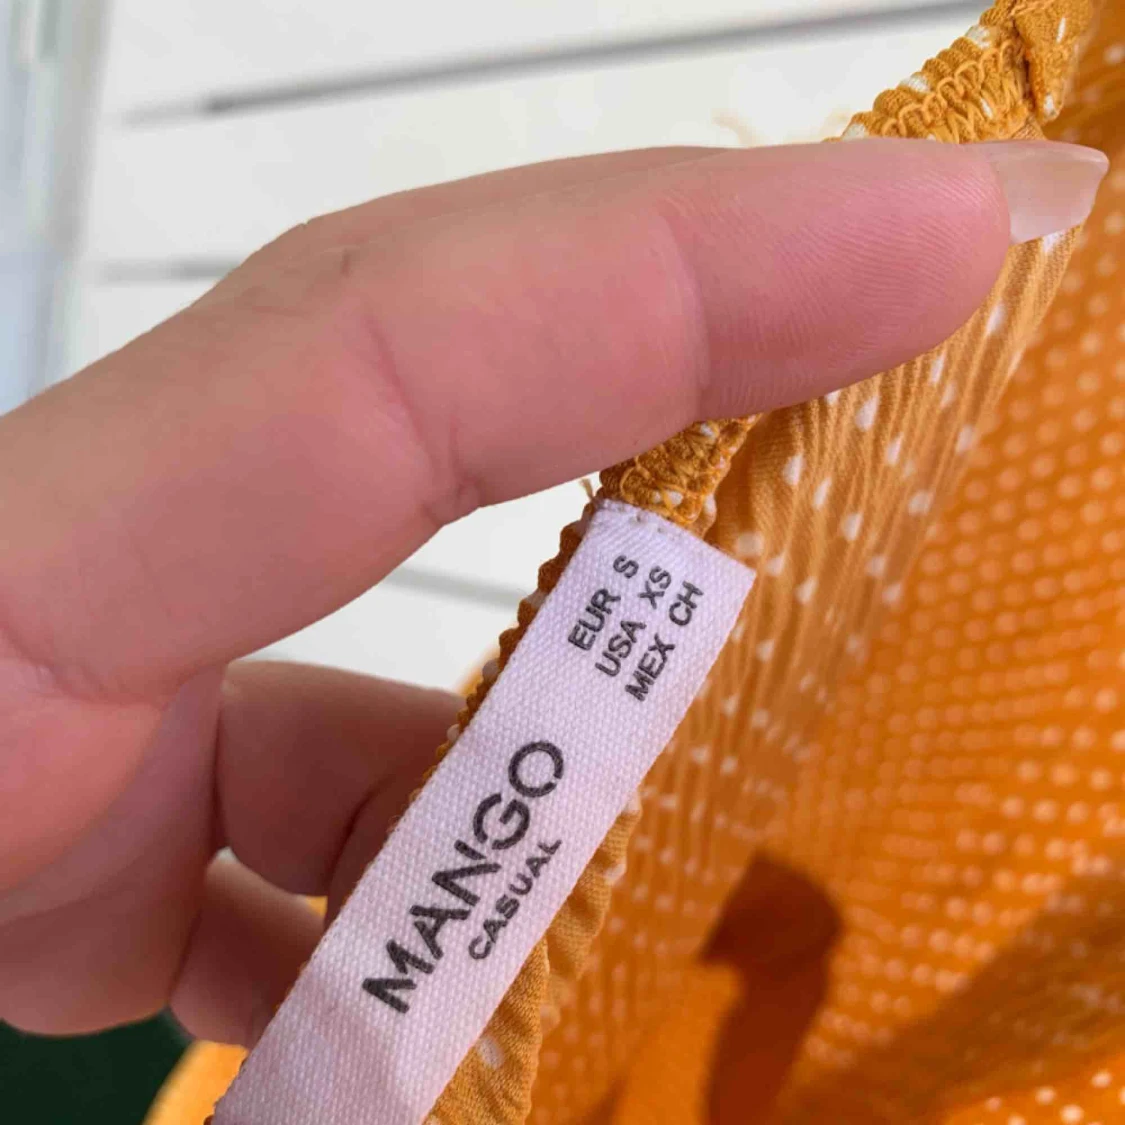 MANGO
CASUAL
EUR S
USA XS
MEX CH